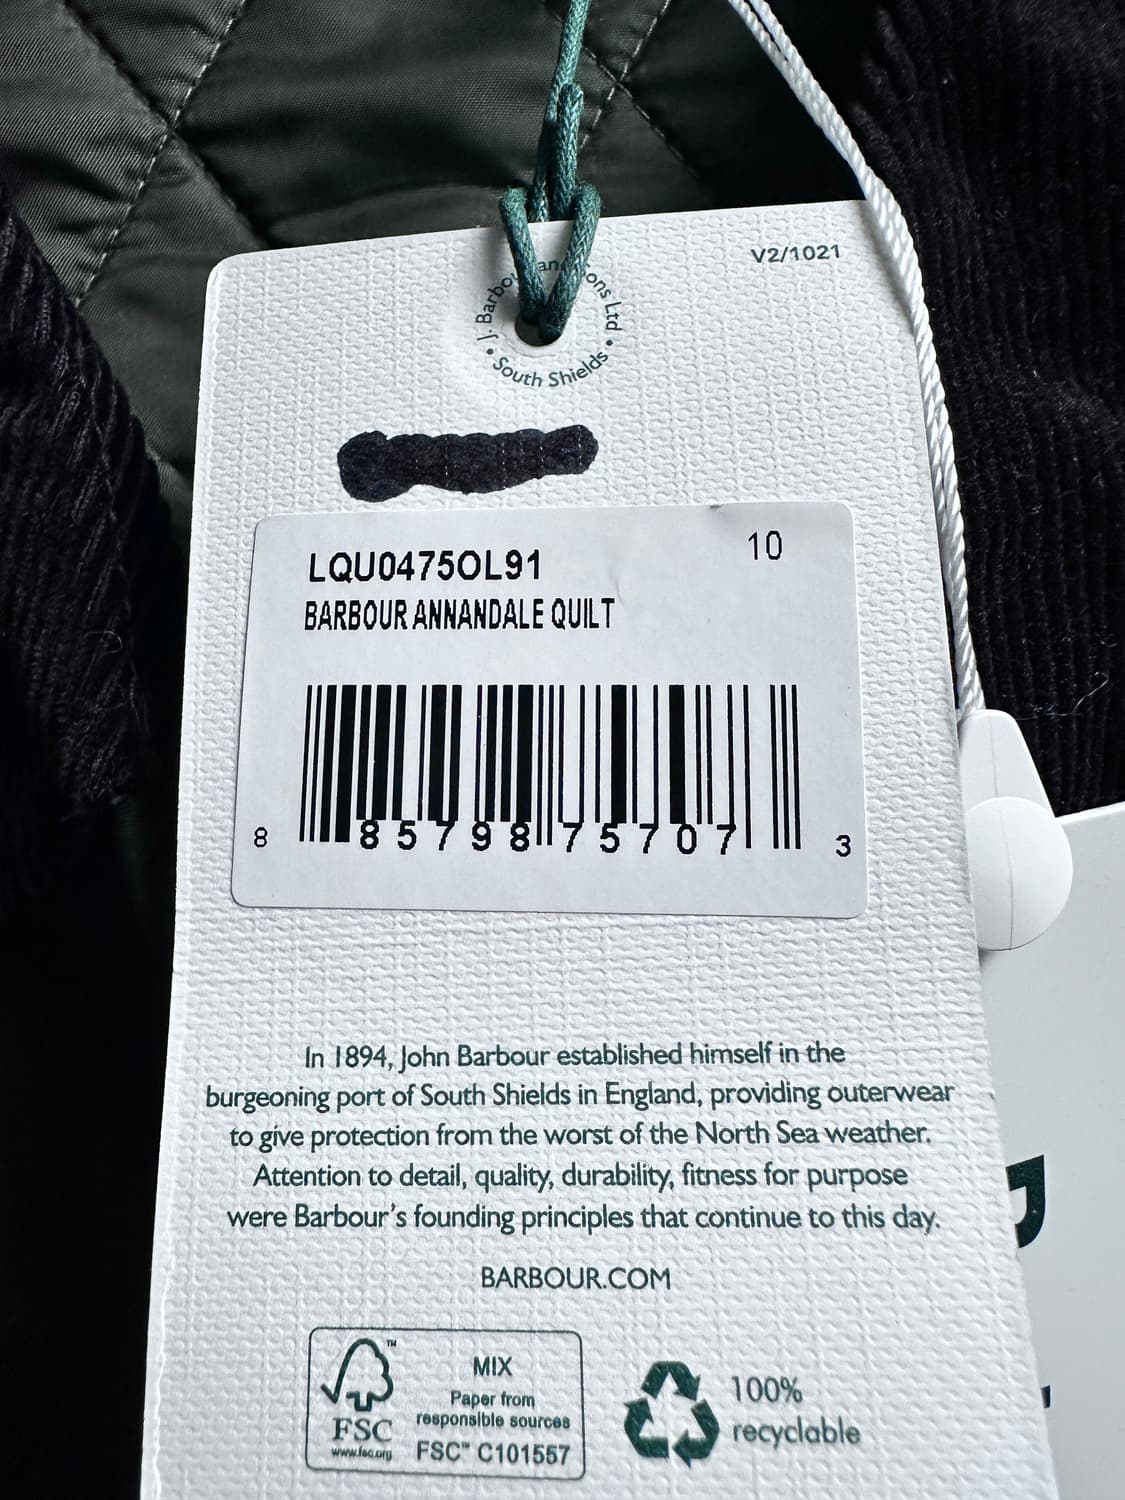 V2/1021
J. Barbour and Sons Ltd
• South Shields •
LQU0475OL91
10
BARBOUR ANNANDALE QUILT
8 85798 75707 3
In 1894, John Barbour established himself in the
burgeoning port of South Shields in England, providing outerwear
to give protection from the worst of the North Sea weather.
Attention to detail, quality, durability, fitness for purpose
were Barbour's founding principles that continue to this day.
BARBOUR.COM
TM
MIX
Paper from
responsible sources
FSC
www.fsc.org
FSC™ C101557
100%
recyclable